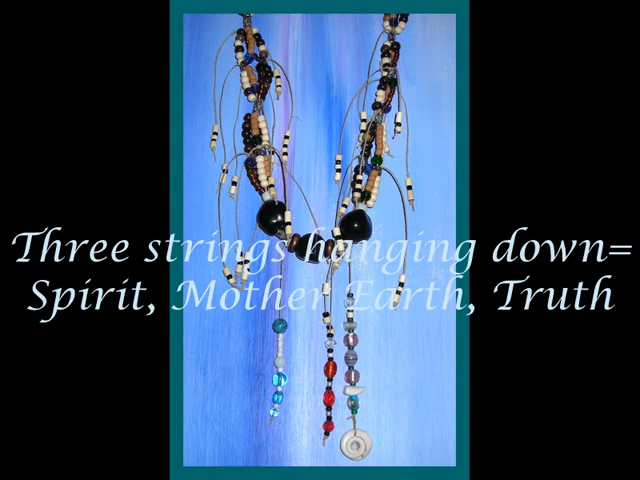 Three strings hanging down=
Spirit, Mother Earth, Truth